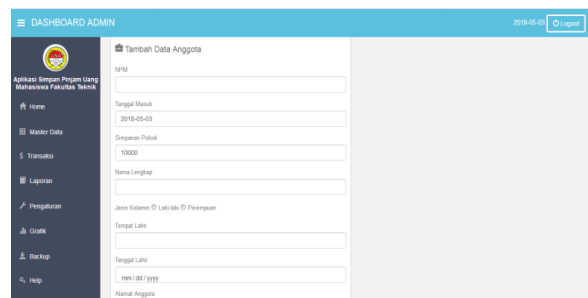 DASHBOARD ADMIN
2018-05-03 Logout
Aplikasi Simpan Pinjam Uang
Mahasiswa Fakultas Teknik
Home
Master Data
Transaksi
Laporan
Pengaturan
Grafik
Backup
Help
Tambah Data Anggota
NPM
Tanggal Masuk
2018-05-03
Simpanan Pokok
10000
Nama Lengkap
Jenis Kelamin Laki-laki Perempuan
Tempat Lahir
Tanggal Lahir
mm / dd / yyyy
Alamat Anggota